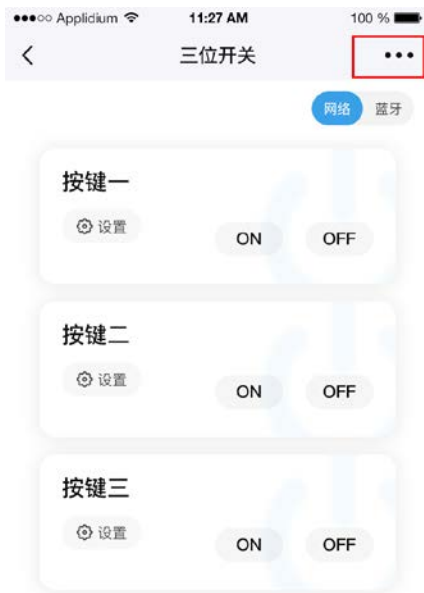 Applidium 11:27 AM 100 %
三位开关
网络 蓝牙
按键一
设置
ON OFF
按键二
设置
ON OFF
按键三
设置
ON OFF